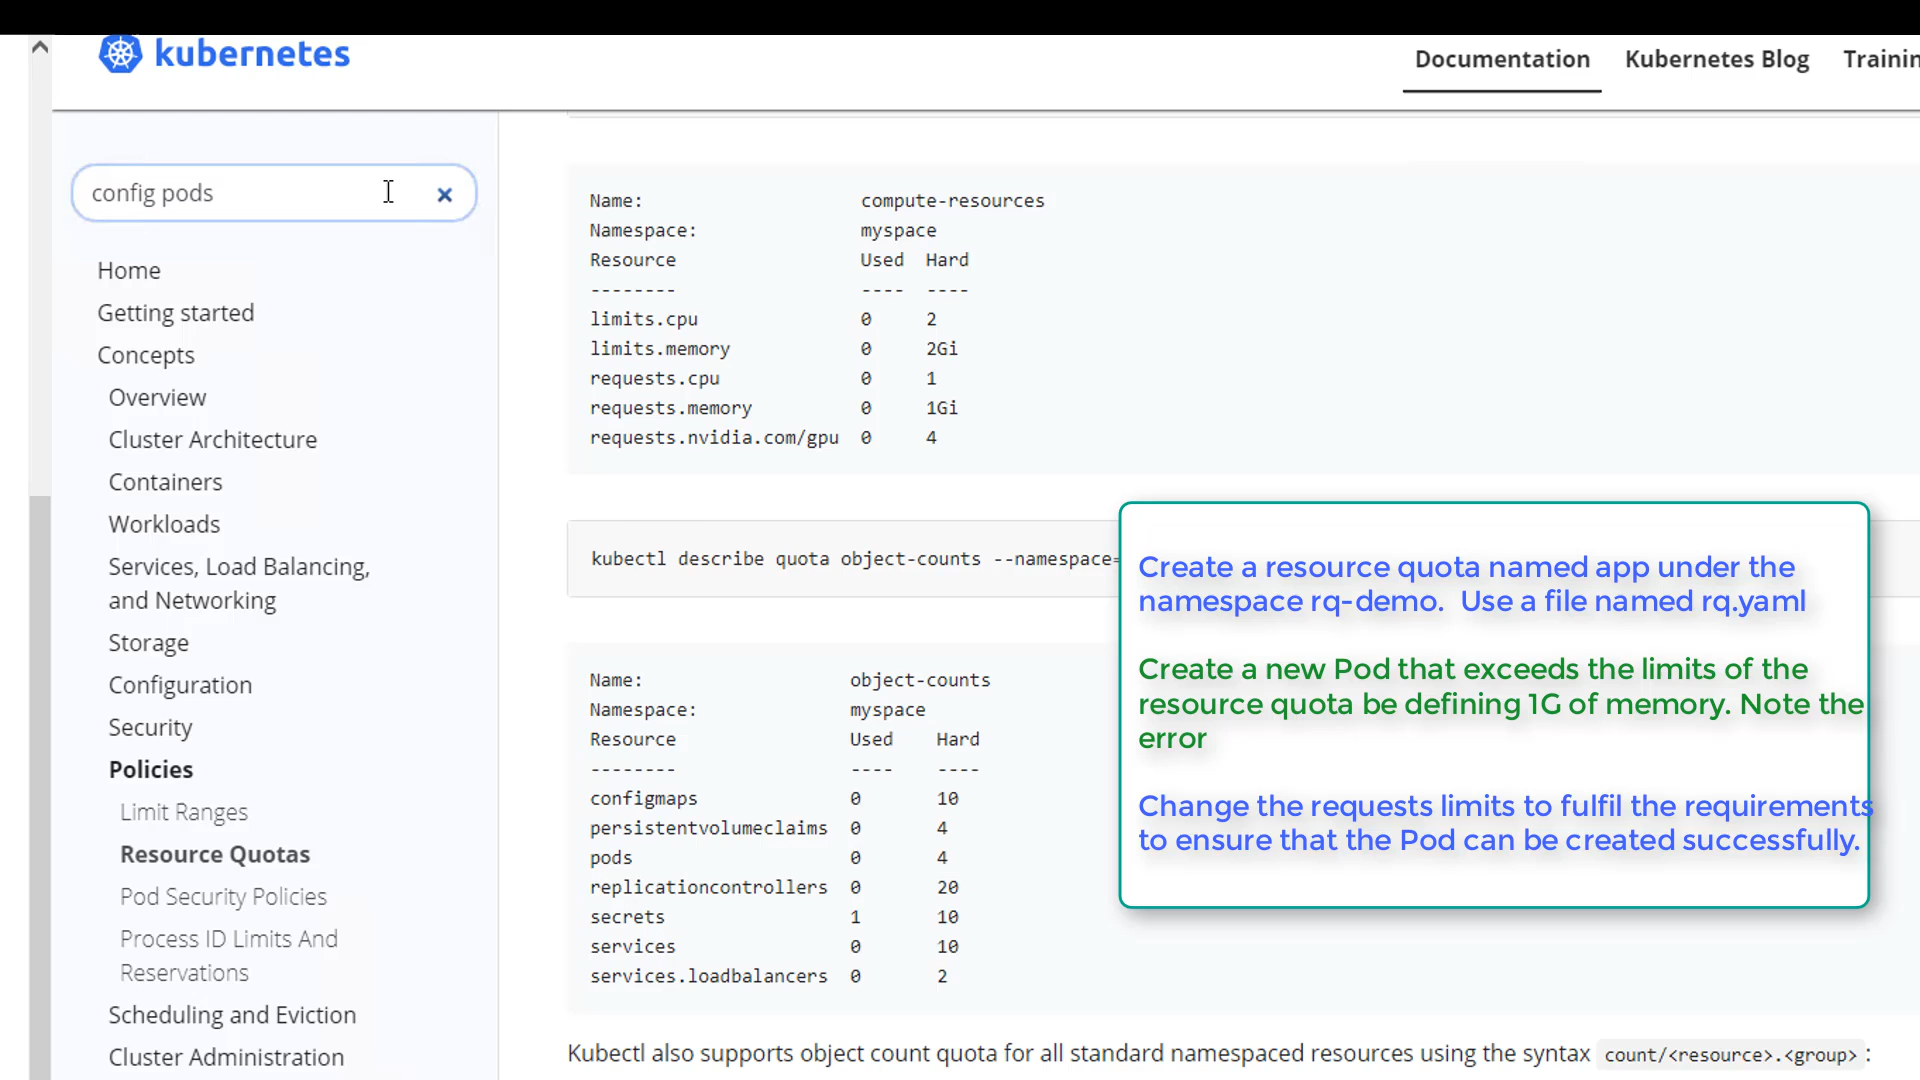 kubernetes
Documentation
Kubernetes Blog
Trainin
config pods
Home
Getting started
Concepts
Overview
Cluster Architecture
Containers
Workloads
Services, Load Balancing,
and Networking
Storage
Configuration
Security
Policies
Limit Ranges
Resource Quotas
Pod Security Policies
Process ID Limits And
Reservations
Scheduling and Eviction
Cluster Administration
Name: compute-resources
Namespace: myspace
Resource Used Hard
-------- ---- ----
limits.cpu 0 2
limits.memory 0 2Gi
requests.cpu 0 1
requests.memory 0 1Gi
requests.nvidia.com/gpu 0 4
kubectl describe quota object-counts --namespace=
Name: object-counts
Namespace: myspace
Resource Used Hard
-------- ---- ----
configmaps 0 10
persistentvolumeclaims 0 4
pods 0 4
replicationcontrollers 0 20
secrets 1 10
services 0 10
services.loadbalancers 0 2
Kubectl also supports object count quota for all standard namespaced resources using the syntax count/<resource>.<group> :
Create a resource quota named app under the
namespace rq-demo. Use a file named rq.yaml
Create a new Pod that exceeds the limits of the
resource quota be defining 1G of memory. Note the
error
Change the requests limits to fulfil the requirements
to ensure that the Pod can be created successfully.